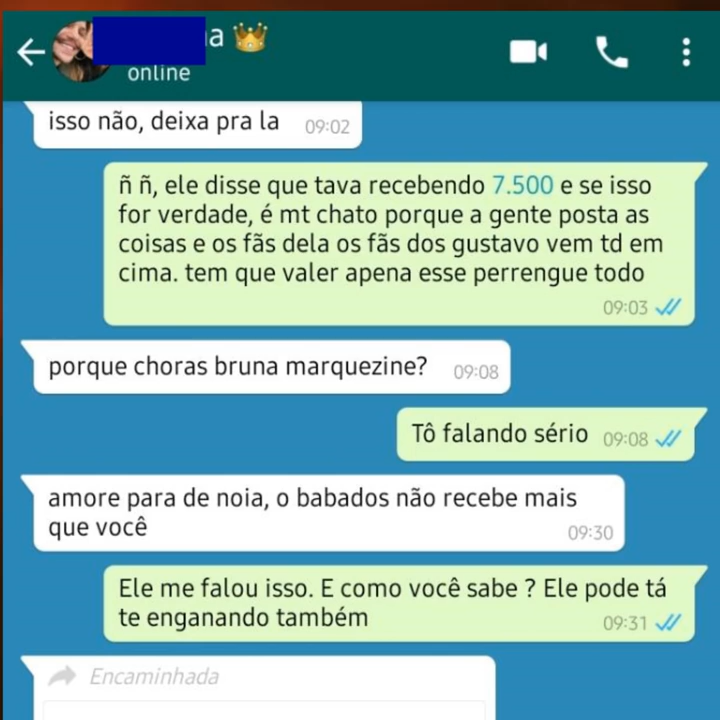 a 👑
online
isso não, deixa pra la 09:02
ñ ñ, ele disse que tava recebendo 7.500 e se isso
for verdade, é mt chato porque a gente posta as
coisas e os fãs dela os fãs dos gustavo vem td em
cima. tem que valer apena esse perrengue todo
09:03
porque choras bruna marquezine? 09:08
Tô falando sério 09:08
amore para de noia, o babados não recebe mais
que você
09:30
Ele me falou isso. E como você sabe ? Ele pode tá
te enganando também
09:31
Encaminhada